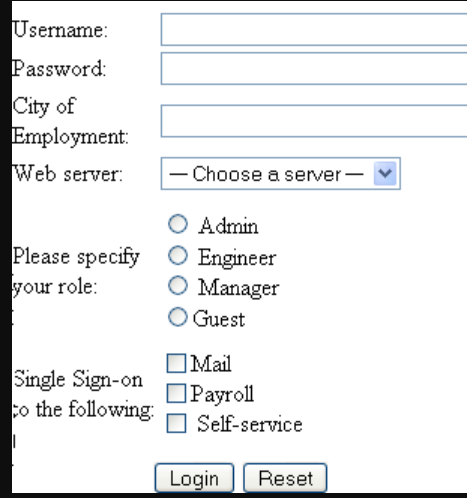 Username:
Password:
City of
Employment:
Web server:
— Choose a server —
Admin
Please specify
your role:
Engineer
Manager
Guest
Single Sign-on
to the following:
Mail
Payroll
Self-service
Login
Reset